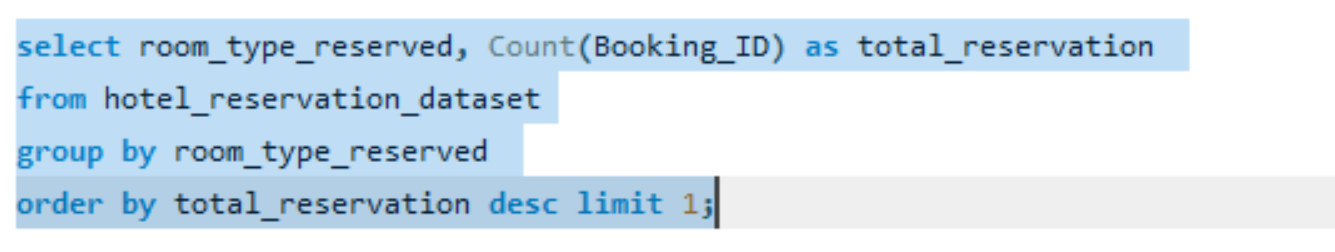 select room_type_reserved, Count(Booking_ID) as total_reservation
from hotel_reservation_dataset
group by room_type_reserved
order by total_reservation desc limit 1;